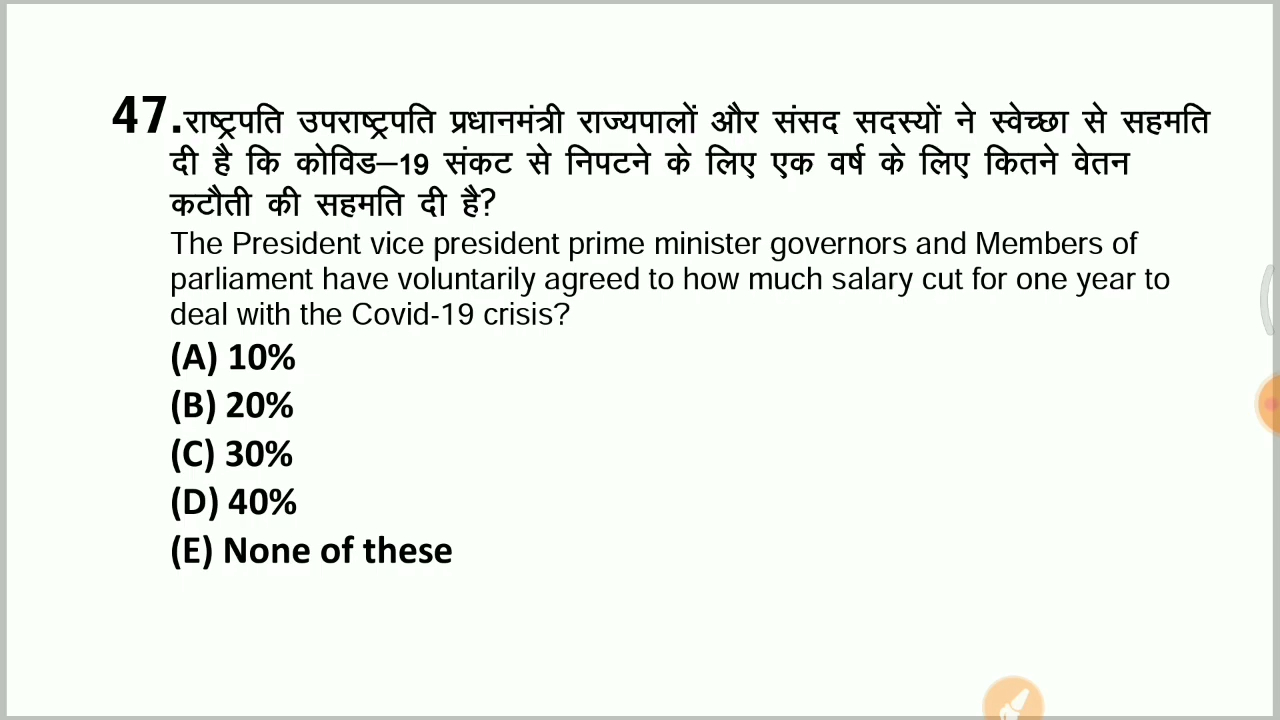 47.राष्ट्रपति उपराष्ट्रपति प्रधानमंत्री राज्यपालों और संसद सदस्यों ने स्वेच्छा से सहमति
दी है कि कोविड–19 संकट से निपटने के लिए एक वर्ष के लिए कितने वेतन
कटौती की सहमति दी है?
The President vice president prime minister governors and Members of
parliament have voluntarily agreed to how much salary cut for one year to
deal with the Covid-19 crisis?
(A) 10%
(B) 20%
(C) 30%
(D) 40%
(E) None of these